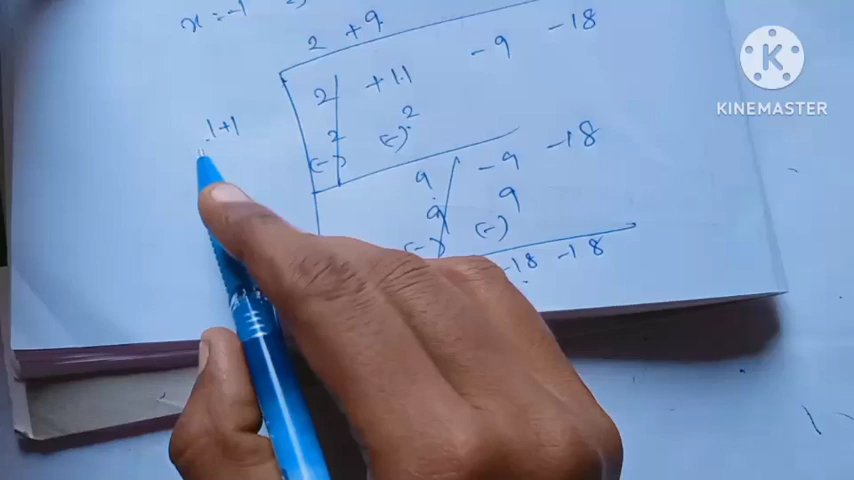 x = -1
2 +9
2 +11 -9 -18
1+1
2 2
(-) (-)
9 -9 -18
9 9
(-) (-)
-18 -18
KINEMASTER